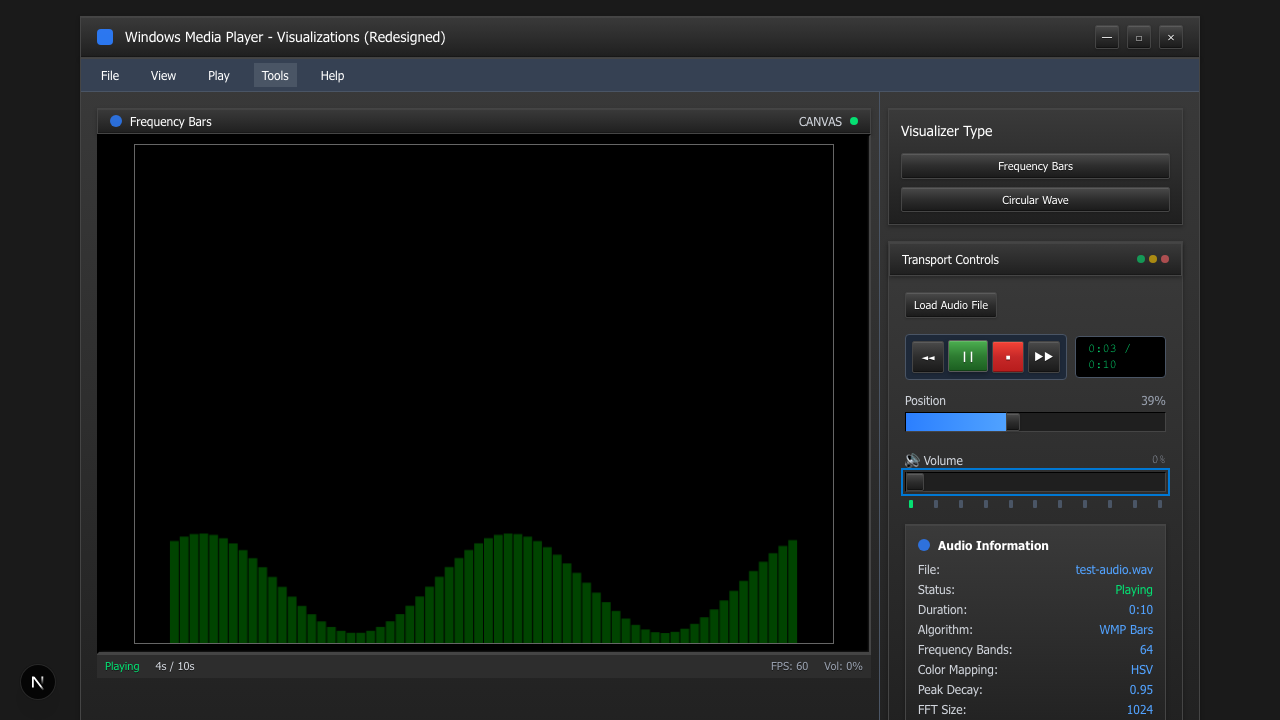 Windows Media Player - Visualizations (Redesigned)
File View Play Tools Help
Frequency Bars CANVAS
Visualizer Type
Frequency Bars
Circular Wave
Transport Controls
Load Audio File
0:03 /
0:10
Position 39%
Volume 0%
Audio Information
File: test-audio.wav
Status: Playing
Duration: 0:10
Algorithm: WMP Bars
Frequency Bands: 64
Color Mapping: HSV
Peak Decay: 0.95
FFT Size: 1024
Playing 4s / 10s FPS: 60 Vol: 0%
N